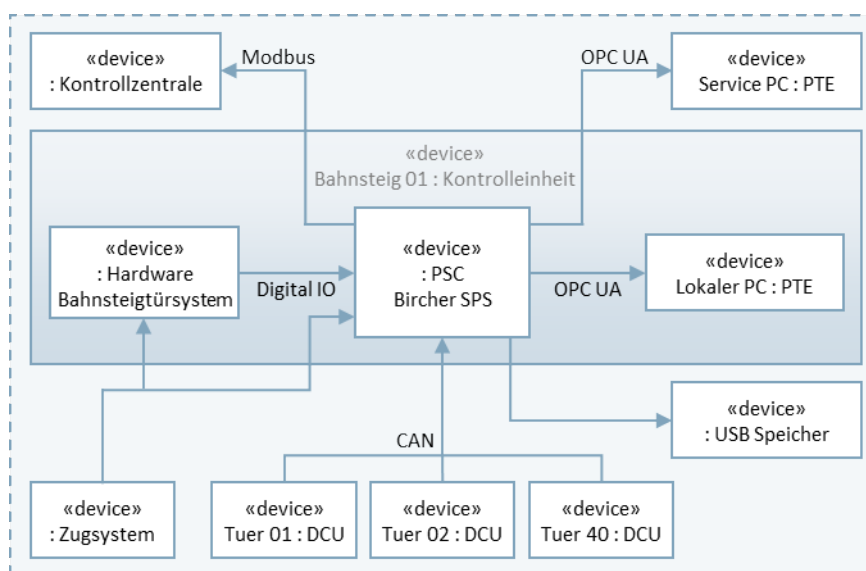 «device»
: Kontrollzentrale
Modbus
OPC UA
«device»
Service PC : PTE
«device»
Bahnsteig 01 : Kontrolleinheit
«device»
: Hardware
Bahnsteigtürsystem
Digital IO
«device»
: PSC
Bircher SPS
OPC UA
«device»
Lokaler PC : PTE
«device»
: USB Speicher
CAN
«device»
: Zugsystem
«device»
Tuer 01 : DCU
«device»
Tuer 02 : DCU
«device»
Tuer 40 : DCU